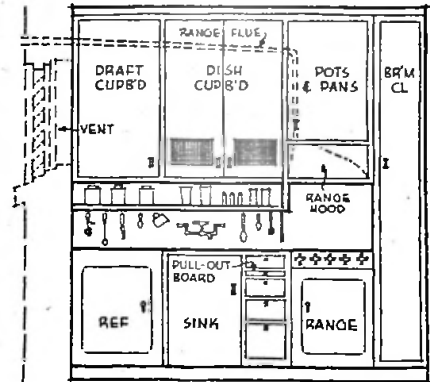 RANGE FLUE
DRAFT
CUPB'D
DISH
CUPB'D
POTS
& PANS
BR'M
CL
VENT
RANGE
HOOD
PULL-OUT
BOARD
REF
SINK
RANGE